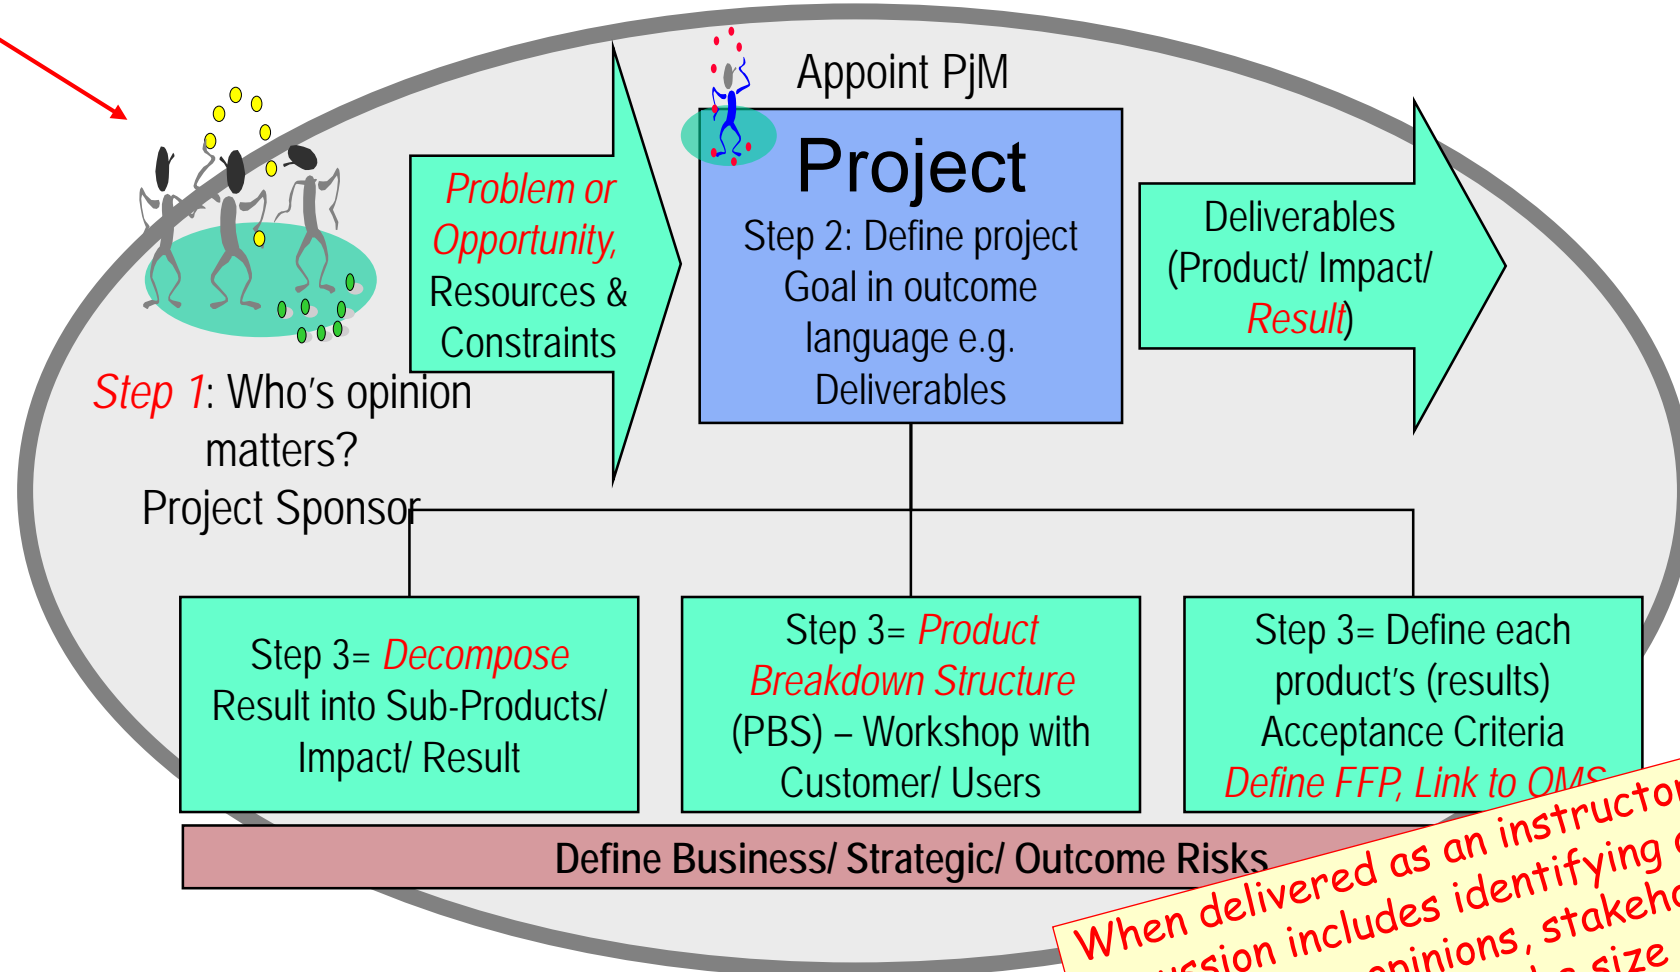 Appoint PjM
Project
Step 2: Define project
Goal in outcome
language e.g.
Deliverables
Problem or
Opportunity,
Resources &
Constraints
Deliverables
(Product/ Impact/
Result)
Step 1: Who's opinion
matters?
Project Sponsor
Step 3= Decompose
Result into Sub-Products/
Impact/ Result
Step 3= Product
Breakdown Structure
(PBS) – Workshop with
Customer/ Users
Step 3= Define each
product's (results)
Acceptance Criteria
Define FFP, Link to QMS
Define Business/ Strategic/ Outcome Risks
When delivered as an instructor
includes identifying
opinions,
size